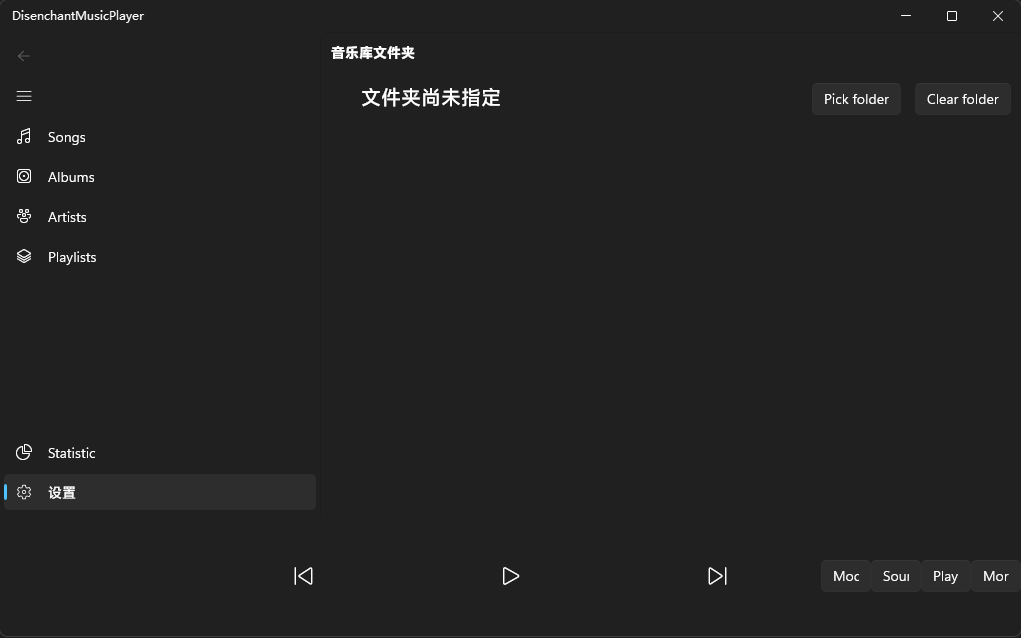 DisenchantMusicPlayer
音乐库文件夹
文件夹尚未指定
Pick folder
Clear folder
Songs
Albums
Artists
Playlists
Statistic
设置
Moc
Soui
Play
Mor